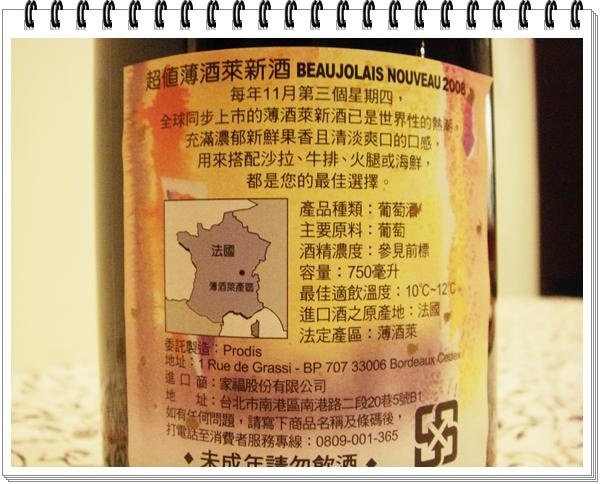 超值薄酒萊新酒 BEAUJOLAIS NOUVEAU 2008
每年11月第三個星期四，
全球同步上市的薄酒萊新酒已是世界性的熱潮。
充滿濃郁新鮮果香且清淡爽口的口感，
用來搭配沙拉、牛排、火腿或海鮮，
都是您的最佳選擇。
法國
薄酒萊產區
產品種類：葡萄酒
主要原料：葡萄
酒精濃度：參見前標
容量：750毫升
最佳適飲溫度：10℃~12℃
進口酒之原產地：法國
法定產區：薄酒萊
委託製造：Prodis
地址：1 Rue de Grassi - BP 707 33006 Bordeaux Cedex
進口商：家福股份有限公司
地址：台北市南港區南港路二段20巷5號B1
如有任何問題，請寫下商品名稱及條碼後，
打電話至消費者服務專線：0809-001-365
◆未成年請勿飲酒◆